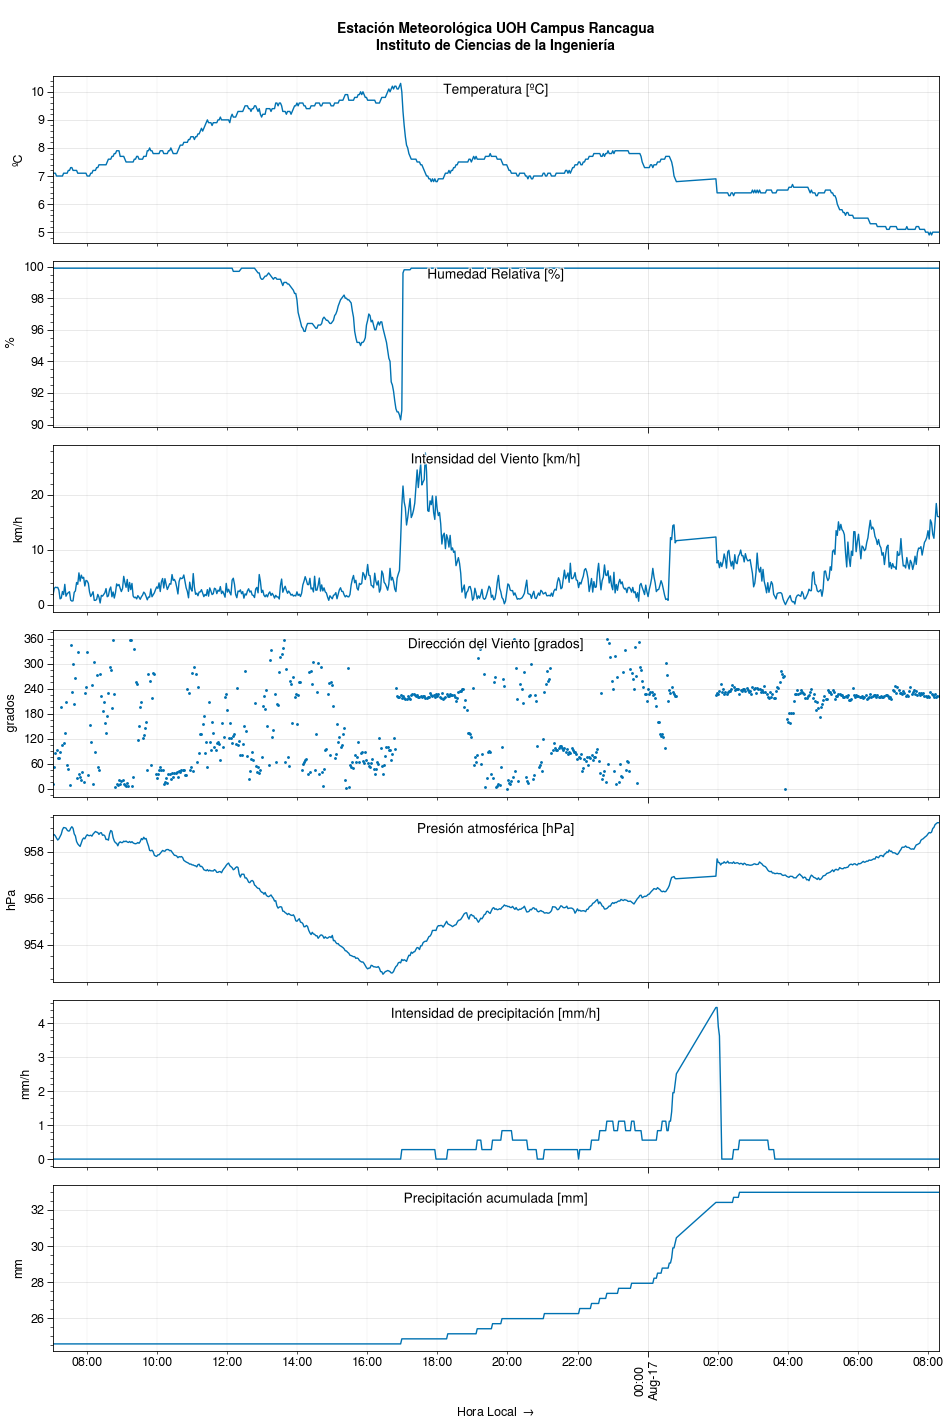 Estación Meteorológica UOH Campus Rancagua
Instituto de Ciencias de la Ingeniería
Temperatura [ºC]
10
9
8
7
6
5
ºC
Humedad Relativa [%]
100
98
96
94
92
90
%
Intensidad del Viento [km/h]
20
10
0
km/h
Dirección del Viento [grados]
360
300
240
180
120
60
0
grados
Presión atmosférica [hPa]
958
956
954
hPa
Intensidad de precipitación [mm/h]
4
3
2
1
0
mm/h
Precipitación acumulada [mm]
32
30
28
26
mm
08:00 10:00 12:00 14:00 16:00 18:00 20:00 22:00 00:00 02:00 04:00 06:00 08:00
Aug-17
Hora Local →